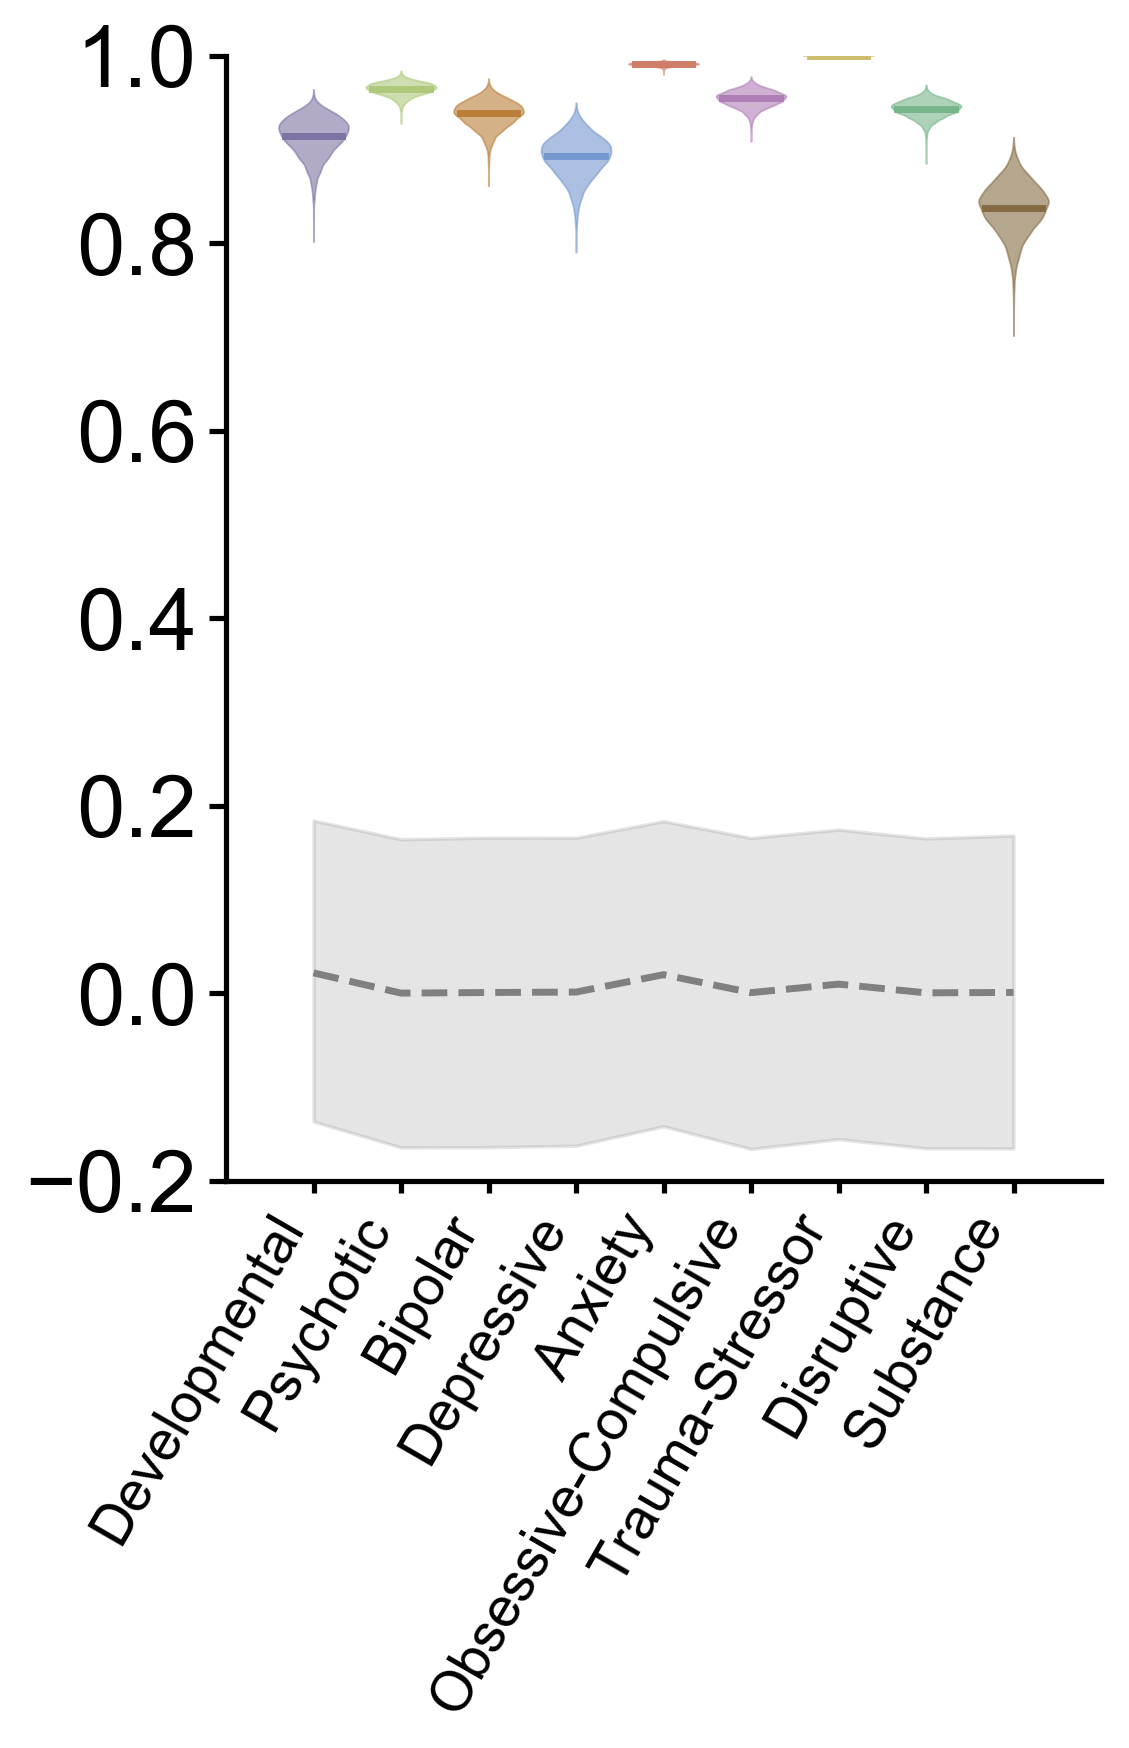 1.0
0.8
0.6
0.4
0.2
0.0
−0.2
Developmental
Psychotic
Bipolar
Depressive
Anxiety
Obsessive-Compulsive
Trauma-Stressor
Disruptive
Substance